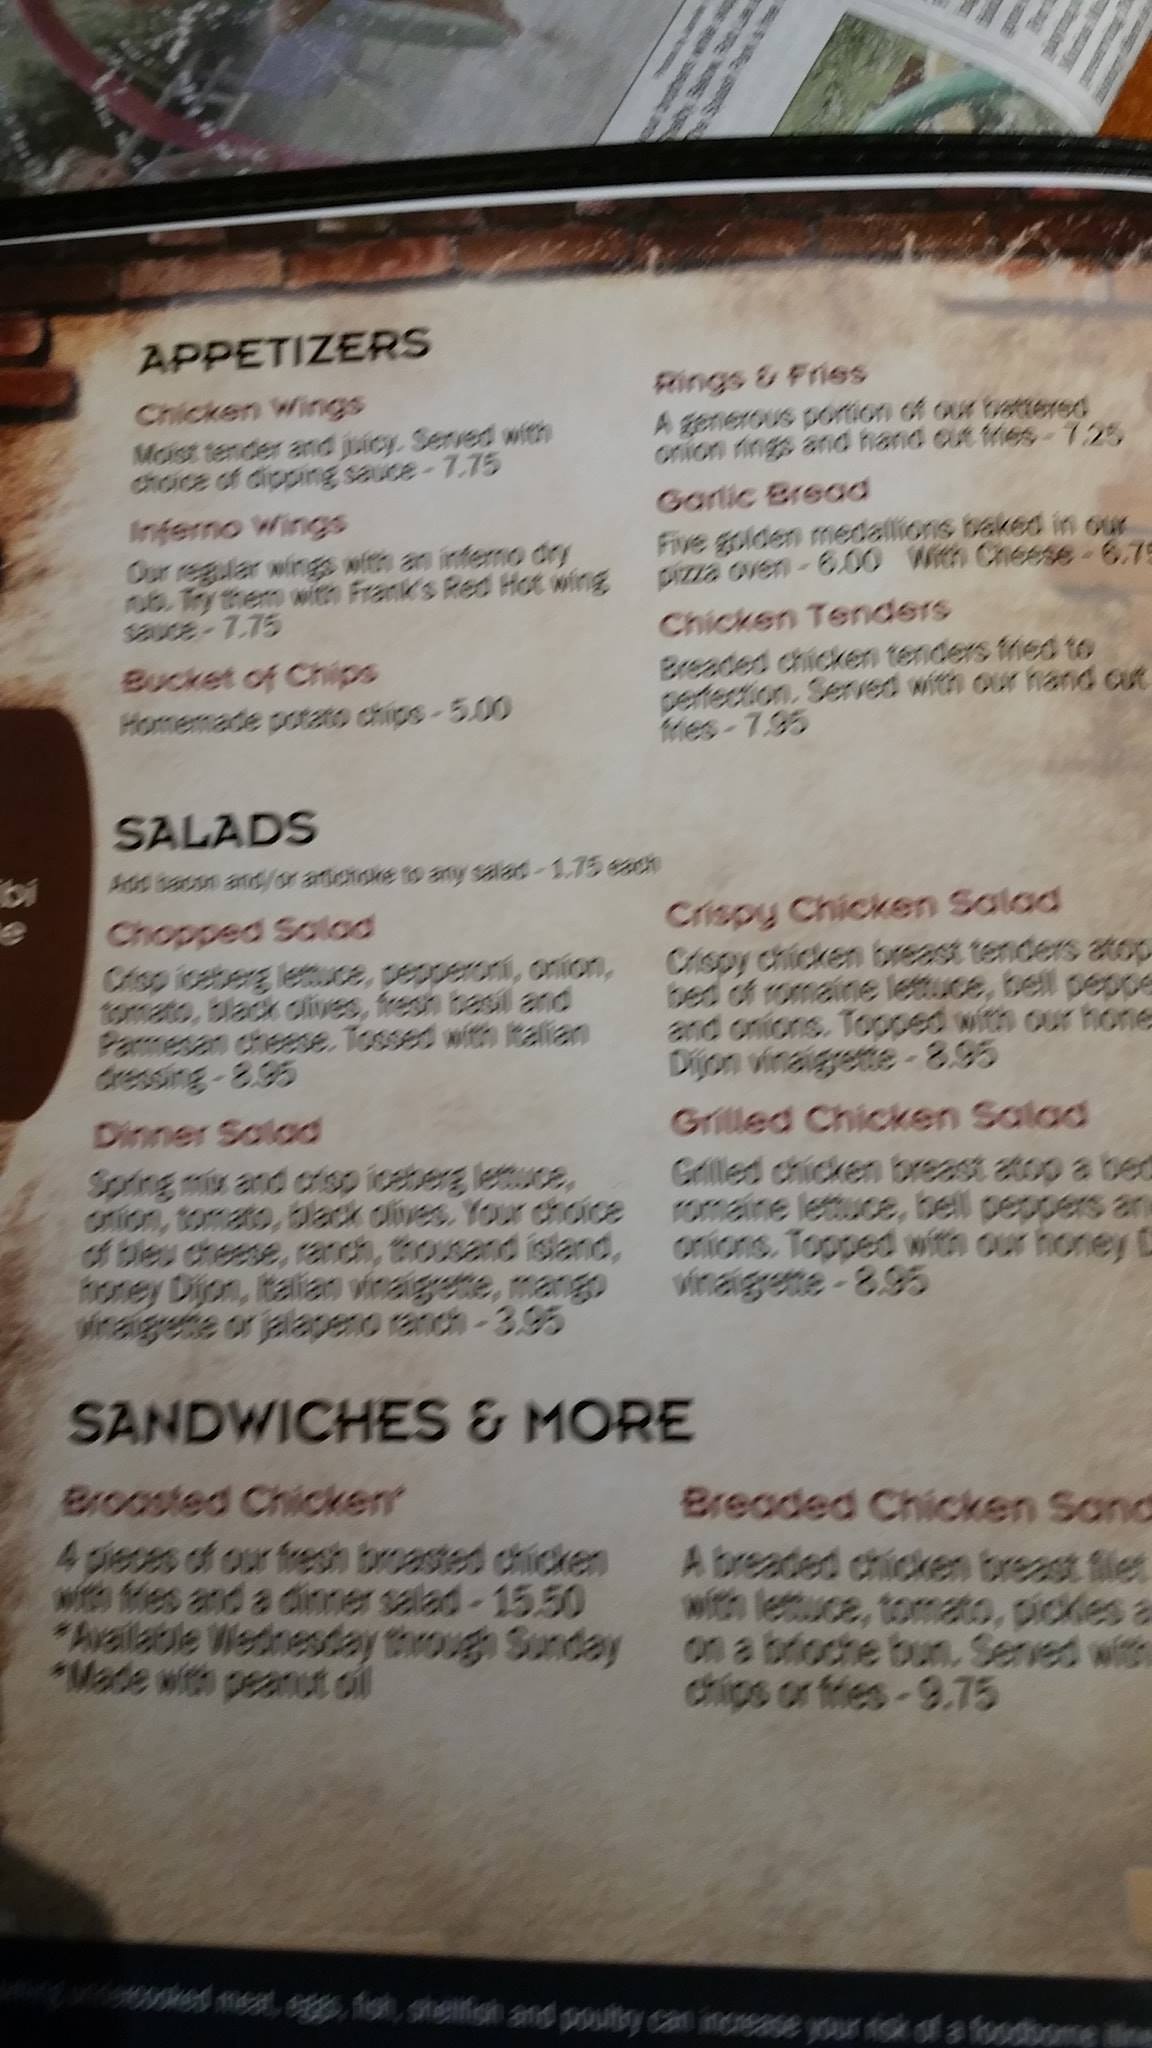 APPETIZERS
Chicken Wings
Moist tender and juicy. Served with
choice of dipping sauce - 7.75
Inferno Wings
Our regular wings with an inferno dry
rub. Try them with Frank's Red Hot wing
sauce - 7.75
Bucket of Chips
Homemade potato chips - 5.00
Rings & Fries
A generous portion of our battered
onion rings and hand cut fries - 7.25
Garlic Bread
Five golden medallions baked in our
pizza oven - 6.00 With Cheese - 6.75
Chicken Tenders
Breaded chicken tenders fried to
perfection. Served with our hand cut
fries - 7.95
SALADS
Add bacon and/or artichoke to any salad - 1.75 each
Chopped Salad
Crisp iceberg lettuce, pepperoni, onion,
tomato, black olives, fresh basil and
Parmesan cheese. Tossed with Italian
dressing - 8.95
Dinner Salad
Spring mix and crisp iceberg lettuce,
onion, tomato, black olives. Your choice
of bleu cheese, ranch, thousand island,
honey Dijon, Italian vinaigrette, mango
vinaigrette or jalapeno ranch - 3.95
Crispy Chicken Salad
Crispy chicken breast tenders atop
bed of romaine lettuce, bell peppe
and onions. Topped with our hone
Dijon vinaigrette - 8.95
Grilled Chicken Salad
Grilled chicken breast atop a bed
romaine lettuce, bell peppers an
onions. Topped with our honey D
vinaigrette - 8.95
SANDWICHES & MORE
Broasted Chicken*
4 pieces of our fresh broasted chicken
with fries and a dinner salad - 15.50
*Available Wednesday through Sunday
*Made with peanut oil
Breaded Chicken Sand
A breaded chicken breast filet
with lettuce, tomato, pickles a
on a brioche bun. Served with
chips or fries - 9.75
undercooked meat, eggs, fish, shellfish and poultry can increase your risk of a foodborne